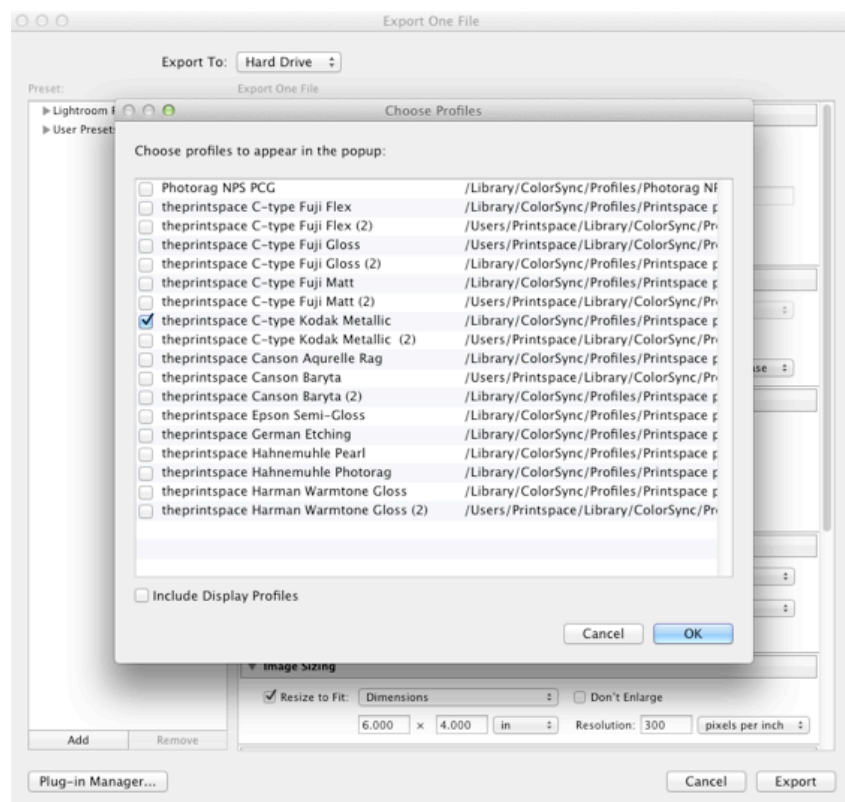 Export One File
Export To: Hard Drive
Preset:
Export One File
Lightroom
User Preset
Choose Profiles
Choose profiles to appear in the popup:
Photorag NPS PCG /Library/ColorSync/Profiles/Photorag
theprintspace C-type Fuji Flex /Library/ColorSync/Profiles/Printspace
theprintspace C-type Fuji Flex (2) /Users/Printspace/Library/ColorSync/
theprintspace C-type Fuji Gloss /Library/ColorSync/Profiles/Printspace
theprintspace C-type Fuji Gloss (2) /Users/Printspace/Library/ColorSync/
theprintspace C-type Fuji Matt /Library/ColorSync/Profiles/Printspace
theprintspace C-type Fuji Matt (2) /Users/Printspace/Library/ColorSync/
theprintspace C-type Kodak Metallic /Library/ColorSync/Profiles/Printspace
theprintspace C-type Kodak Metallic (2) /Users/Printspace/Library/ColorSync/
theprintspace Canson Aqurelle Rag /Library/ColorSync/Profiles/Printspace
theprintspace Canson Baryta /Users/Printspace/Library/ColorSync/
theprintspace Canson Baryta (2) /Library/ColorSync/Profiles/Printspace
theprintspace Epson Semi-Gloss /Library/ColorSync/Profiles/Printspace
theprintspace German Etching /Library/ColorSync/Profiles/Printspace
theprintspace Hahnemuhle Pearl /Library/ColorSync/Profiles/Printspace
theprintspace Hahnemuhle Photorag /Library/ColorSync/Profiles/Printspace
theprintspace Harman Warmtone Gloss /Library/ColorSync/Profiles/Printspace
theprintspace Harman Warmtone Gloss (2) /Users/Printspace/Library/ColorSync/
Include Display Profiles
Cancel OK
Image Sizing
Resize to Fit: Dimensions Don't Enlarge
6.000 × 4.000 in Resolution: 300 pixels per inch
Add Remove
Plug-in Manager... Cancel Export